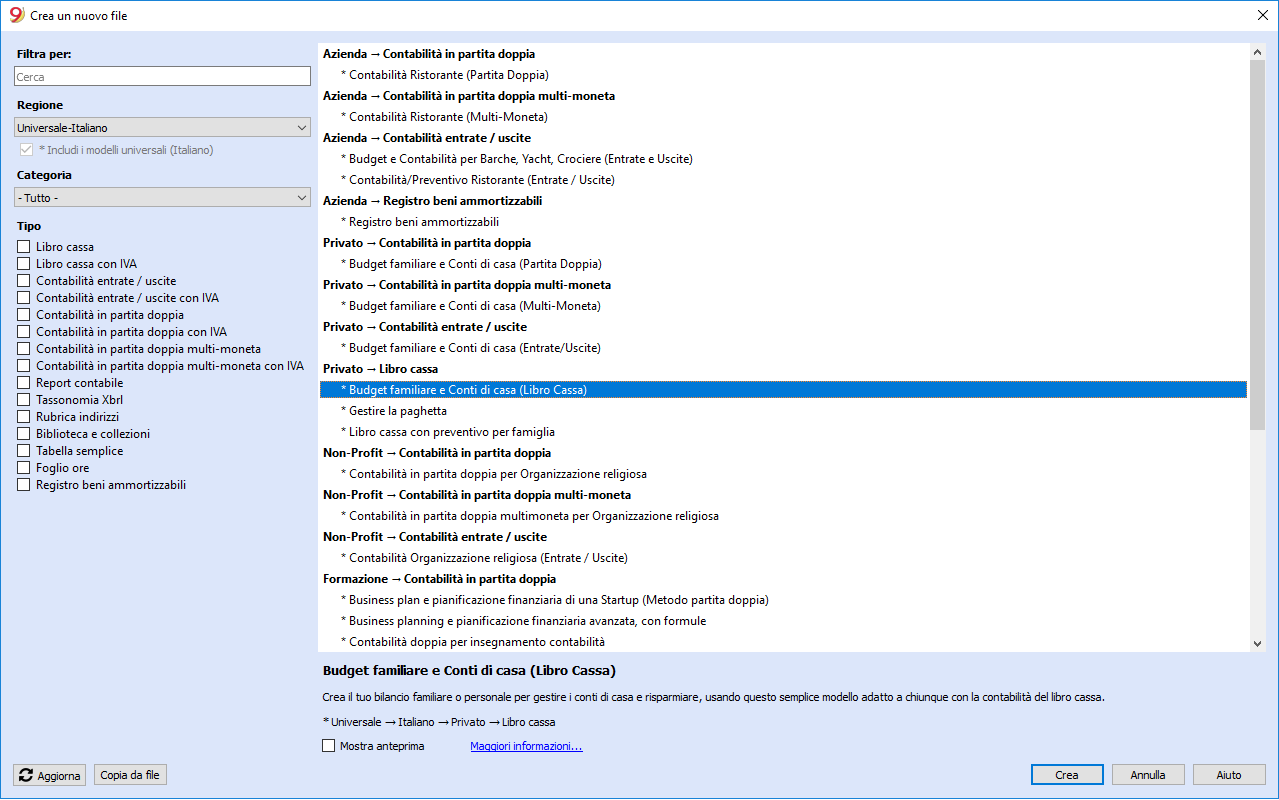 Crea un nuovo file
Filtra per:
Cerca
Regione
Universale-Italiano
* Includi i modelli universali (Italiano)
Categoria
- Tutto -
Tipo
Libro cassa
Libro cassa con IVA
Contabilità entrate / uscite
Contabilità entrate / uscite con IVA
Contabilità in partita doppia
Contabilità in partita doppia con IVA
Contabilità in partita doppia multi-moneta
Contabilità in partita doppia multi-moneta con IVA
Report contabile
Tassonomia Xbrl
Rubrica indirizzi
Biblioteca e collezioni
Tabella semplice
Foglio ore
Registro beni ammortizzabili
Azienda → Contabilità in partita doppia
* Contabilità Ristorante (Partita Doppia)
Azienda → Contabilità in partita doppia multi-moneta
* Contabilità Ristorante (Multi-Moneta)
Azienda → Contabilità entrate / uscite
* Budget e Contabilità per Barche, Yacht, Crociere (Entrate e Uscite)
* Contabilità/Preventivo Ristorante (Entrate / Uscite)
Azienda → Registro beni ammortizzabili
* Registro beni ammortizzabili
Privato → Contabilità in partita doppia
* Budget familiare e Conti di casa (Partita Doppia)
Privato → Contabilità in partita doppia multi-moneta
* Budget familiare e Conti di casa (Multi-Moneta)
Privato → Contabilità entrate / uscite
* Budget familiare e Conti di casa (Entrate/Uscite)
Privato → Libro cassa
* Budget familiare e Conti di casa (Libro Cassa)
* Gestire la paghetta
* Libro cassa con preventivo per famiglia
Non-Profit → Contabilità in partita doppia
* Contabilità in partita doppia per Organizzazione religiosa
Non-Profit → Contabilità in partita doppia multi-moneta
* Contabilità in partita doppia multimoneta per Organizzazione religiosa
Non-Profit → Contabilità entrate / uscite
* Contabilità Organizzazione religiosa (Entrate / Uscite)
Formazione → Contabilità in partita doppia
* Business plan e pianificazione finanziaria di una Startup (Metodo partita doppia)
* Business planning e pianificazione finanziaria avanzata, con formule
* Contabilità doppia per insegnamento contabilità
Budget familiare e Conti di casa (Libro Cassa)
Crea il tuo bilancio familiare o personale per gestire i conti di casa e risparmiare, usando questo semplice modello adatto a chiunque con la contabilità del libro cassa.
* Universale → Italiano → Privato → Libro cassa
Mostra anteprima
Maggiori informazioni...
Aggiorna
Copia da file
Crea
Annulla
Aiuto